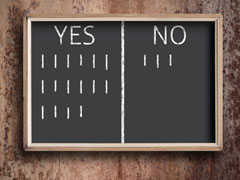 YES NO
| | | | | | | | |
| | | | | |
| | | |